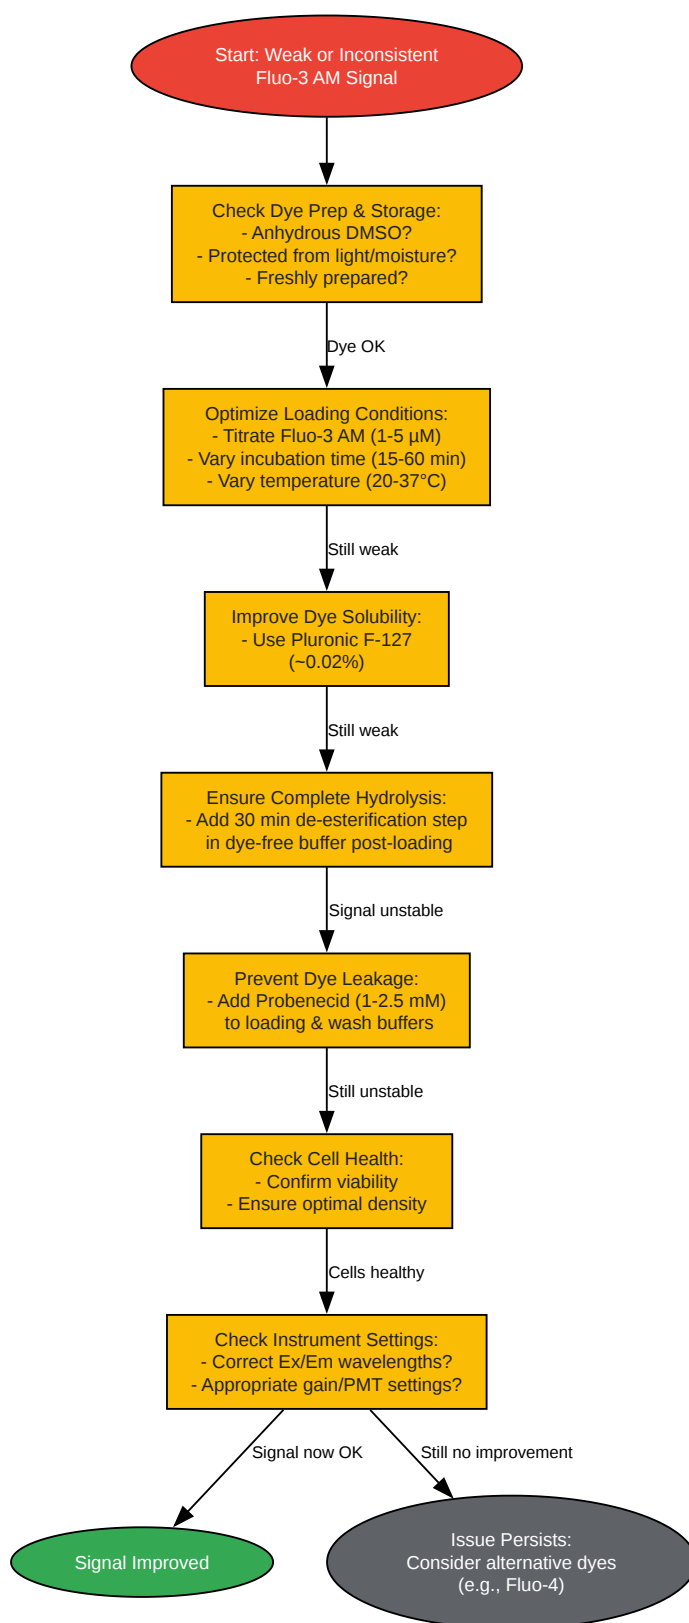 Start: Weak or Inconsistent
Fluo-3 AM Signal
Check Dye Prep & Storage:
- Anhydrous DMSO?
- Protected from light/moisture?
- Freshly prepared?
Dye OK
Optimize Loading Conditions:
- Titrate Fluo-3 AM (1-5 µM)
- Vary incubation time (15-60 min)
- Vary temperature (20-37°C)
Still weak
Improve Dye Solubility:
- Use Pluronic F-127
(~0.02%)
Still weak
Ensure Complete Hydrolysis:
- Add 30 min de-esterification step
in dye-free buffer post-loading
Signal unstable
Prevent Dye Leakage:
- Add Probenecid (1-2.5 mM)
to loading & wash buffers
Still unstable
Check Cell Health:
- Confirm viability
- Ensure optimal density
Cells healthy
Check Instrument Settings:
- Correct Ex/Em wavelengths?
- Appropriate gain/PMT settings?
Signal now OK
Still no improvement
Signal Improved
Issue Persists:
Consider alternative dyes
(e.g., Fluo-4)